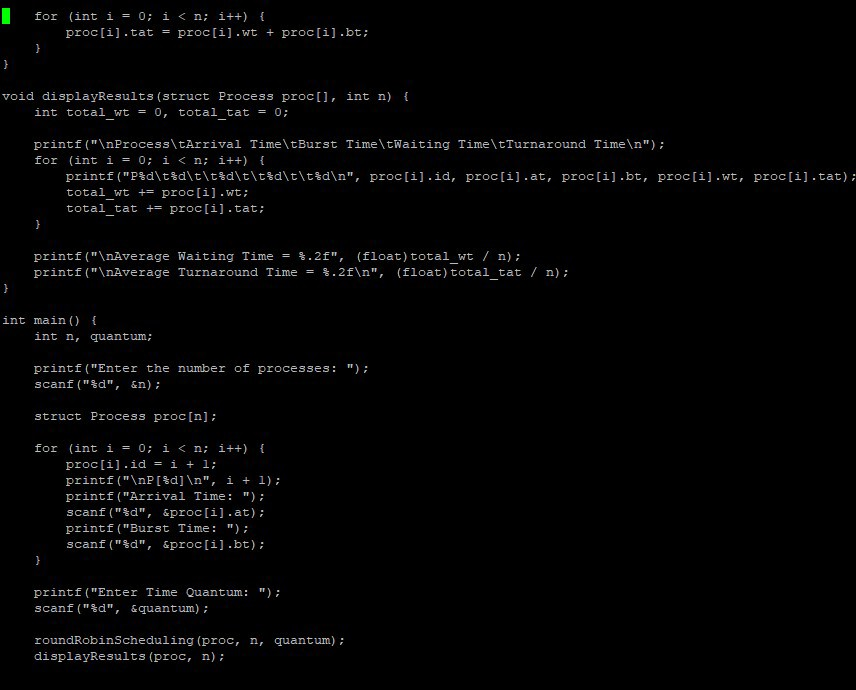 for (int i = 0; i < n; i++) {
        proc[i].tat = proc[i].wt + proc[i].bt;
    }
}

void displayResults(struct Process proc[], int n) {
    int total_wt = 0, total_tat = 0;

    printf("\nProcess\tArrival Time\tBurst Time\tWaiting Time\tTurnaround Time\n");
    for (int i = 0; i < n; i++) {
        printf("P%d\t%d\t\t%d\t\t%d\t\t%d\n", proc[i].id, proc[i].at, proc[i].bt, proc[i].wt, proc[i].tat);
        total_wt += proc[i].wt;
        total_tat += proc[i].tat;
    }

    printf("\nAverage Waiting Time = %.2f", (float)total_wt / n);
    printf("\nAverage Turnaround Time = %.2f\n", (float)total_tat / n);
}

int main() {
    int n, quantum;

    printf("Enter the number of processes: ");
    scanf("%d", &n);

    struct Process proc[n];

    for (int i = 0; i < n; i++) {
        proc[i].id = i + 1;
        printf("\nP[%d]\n", i + 1);
        printf("Arrival Time: ");
        scanf("%d", &proc[i].at);
        printf("Burst Time: ");
        scanf("%d", &proc[i].bt);
    }

    printf("Enter Time Quantum: ");
    scanf("%d", &quantum);

    roundRobinScheduling(proc, n, quantum);
    displayResults(proc, n);